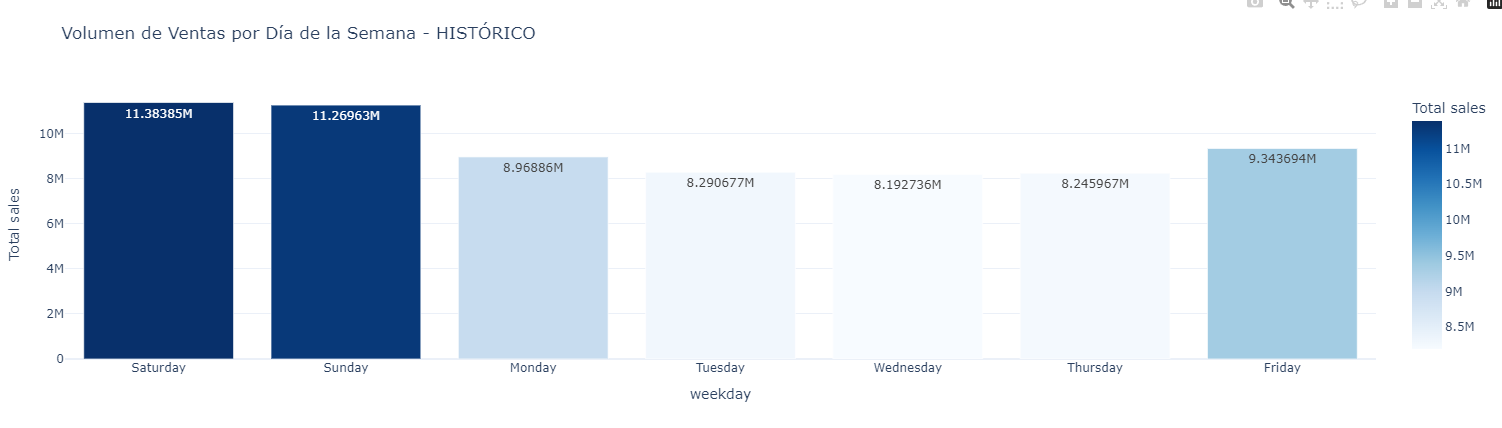 Volumen de Ventas por Día de la Semana - HISTÓRICO
Total sales
10M
8M
6M
4M
2M
0
11.38385M
11.26963M
8.96886M
8.290677M
8.192736M
8.245967M
9.343694M
Saturday
Sunday
Monday
Tuesday
Wednesday
Thursday
Friday
weekday
Total sales
11M
10.5M
10M
9.5M
9M
8.5M